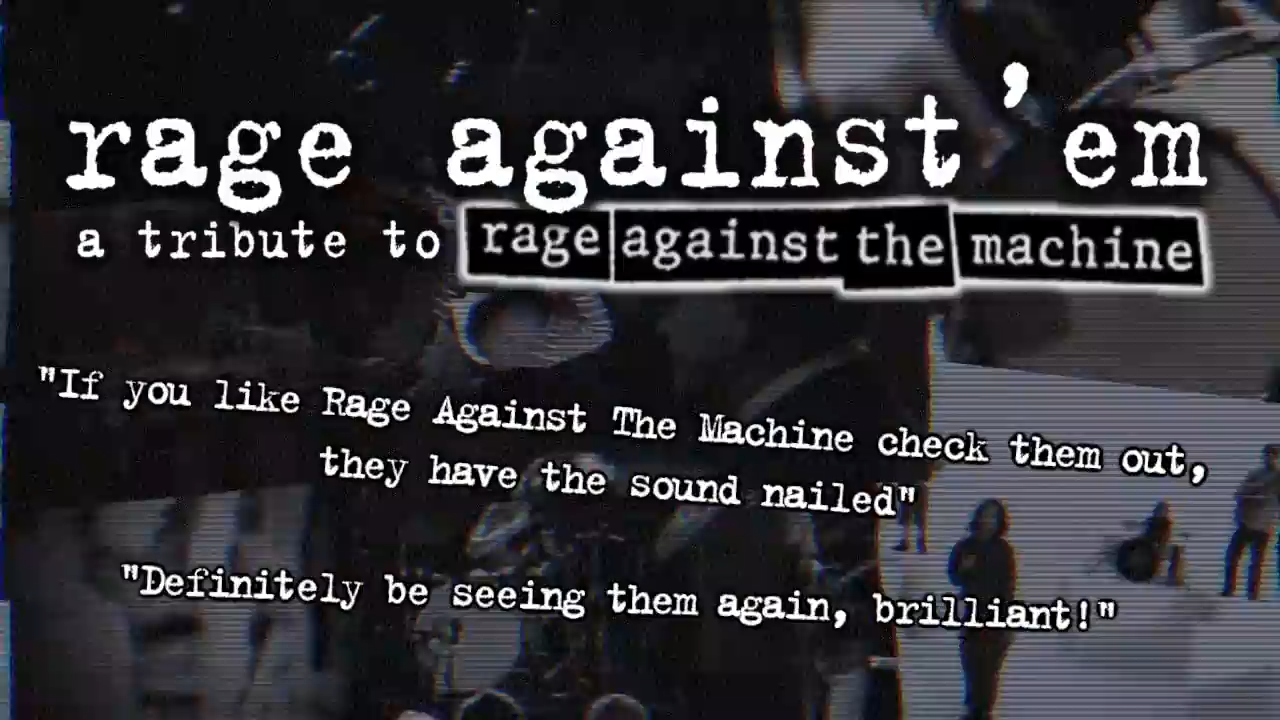 rage against 'em
a tribute to rage against the machine
"If you like Rage Against The Machine check them out,
they have the sound nailed"
"Definitely be seeing them again, brilliant!"